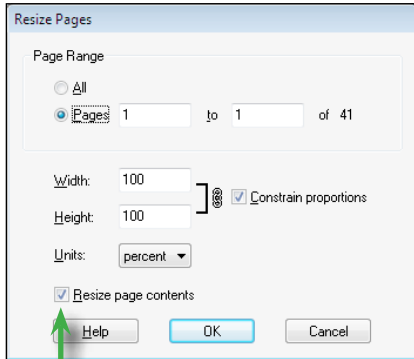 Resize Pages
Page Range
All
Pages 1 to 1 of 41
Width: 100
Constrain proportions
Height: 100
Units: percent
Resize page contents
Help OK Cancel